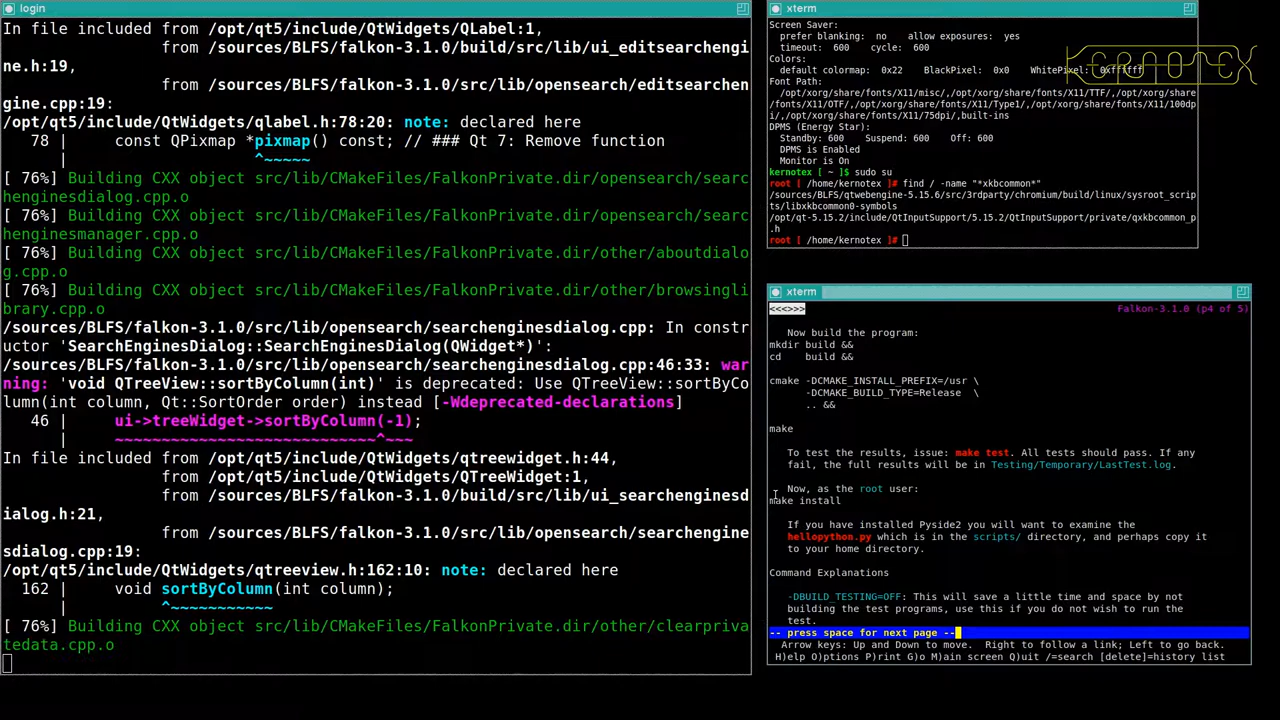 login
In file included from /opt/qt5/include/QtWidgets/QLabel:1,
from /sources/BLFS/falkon-3.1.0/build/src/lib/ui_editsearchengi
ne.h:19,
from /sources/BLFS/falkon-3.1.0/src/lib/opensearch/editsearchen
gine.cpp:19:
/opt/qt5/include/QtWidgets/qlabel.h:78:20: note: declared here
78 |     const QPixmap *pixmap() const; // ### Qt 7: Remove function
|                    ^~~~~~
[ 76%] Building CXX object src/lib/CMakeFiles/FalkonPrivate.dir/opensearch/searc
henginesdialog.cpp.o
[ 76%] Building CXX object src/lib/CMakeFiles/FalkonPrivate.dir/opensearch/searc
henginesmanager.cpp.o
[ 76%] Building CXX object src/lib/CMakeFiles/FalkonPrivate.dir/other/aboutdialo
g.cpp.o
[ 76%] Building CXX object src/lib/CMakeFiles/FalkonPrivate.dir/other/browsingli
brary.cpp.o
/sources/BLFS/falkon-3.1.0/src/lib/opensearch/searchenginesdialog.cpp: In constr
uctor 'SearchEnginesDialog::SearchEnginesDialog(QWidget*)':
/sources/BLFS/falkon-3.1.0/src/lib/opensearch/searchenginesdialog.cpp:46:33: war
ning: 'void QTreeView::sortByColumn(int)' is deprecated: Use QTreeView::sortByCo
lumn(int column, Qt::SortOrder order) instead [-Wdeprecated-declarations]
46 |     ui->treeWidget->sortByColumn(-1);
|     ~~~~~~~~~~~~~~~~~~~~~~~~~~~~^~~~
In file included from /opt/qt5/include/QtWidgets/qtreewidget.h:44,
from /opt/qt5/include/QtWidgets/QTreeWidget:1,
from /sources/BLFS/falkon-3.1.0/build/src/lib/ui_searchenginesd
ialog.h:21,
from /sources/BLFS/falkon-3.1.0/src/lib/opensearch/searchengine
sdialog.cpp:19:
/opt/qt5/include/QtWidgets/qtreeview.h:162:10: note: declared here
162 |     void sortByColumn(int column);
|          ^~~~~~~~~~~~
[ 76%] Building CXX object src/lib/CMakeFiles/FalkonPrivate.dir/other/clearpriva
tedata.cpp.o
xterm
Screen Saver:
prefer blanking:  no    allow exposures:  yes
timeout:  600    cycle:  600
Colors:
default colormap:  0x22    BlackPixel:  0x0    WhitePixel:  0xffffff
KERNOTEX
Font Path:
/opt/xorg/share/fonts/X11/misc/,/opt/xorg/share/fonts/X11/TTF/,/opt/xorg/share
/fonts/X11/OTF/,/opt/xorg/share/fonts/X11/Type1/,/opt/xorg/share/fonts/X11/100dp
i/,/opt/xorg/share/fonts/X11/75dpi/,built-ins
DPMS (Energy Star):
Standby: 600    Suspend: 600    Off: 600
DPMS is Enabled
Monitor is On
kernotex [ ~ ]$ sudo su
root [ /home/kernotex ]# find / -name "*xkbcommon*"
/sources/BLFS/qtwebengine-5.15.6/src/3rdparty/chromium/build/linux/sysroot_scrip
ts/libxkbcommon0-symbols
/opt/qt-5.15.2/include/QtInputSupport/5.15.2/QtInputSupport/private/qxkbcommon_p
.h
root [ /home/kernotex ]#
xterm
<<<>>>
Falkon-3.1.0 (p4 of 5)
Now build the program:
mkdir build &&
cd    build &&
cmake -DCMAKE_INSTALL_PREFIX=/usr \
-DCMAKE_BUILD_TYPE=Release  \
.. &&
make
To test the results, issue: make test. All tests should pass. If any
fail, the full results will be in Testing/Temporary/LastTest.log.
Now, as the root user:
make install
If you have installed Pyside2 you will want to examine the
hellopython.py which is in the scripts/ directory, and perhaps copy it
to your home directory.
Command Explanations
-DBUILD_TESTING=OFF: This will save a little time and space by not
building the test programs, use this if you do not wish to run the
test.
-- press space for next page --
Arrow keys: Up and Down to move.  Right to follow a link; Left to go back.
H)elp O)ptions P)rint G)o M)ain screen Q)uit /=search [delete]=history list